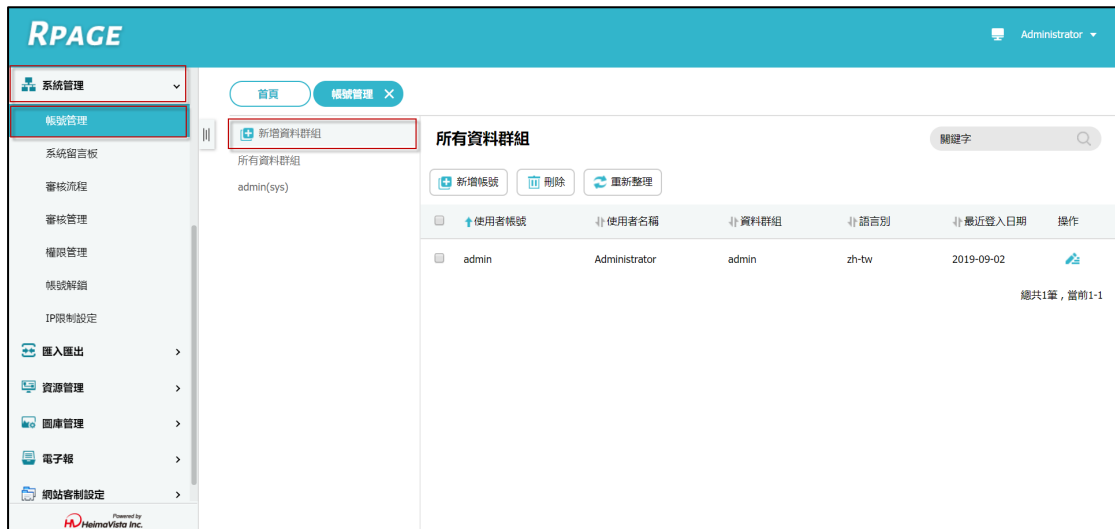 RPAGE
Administrator
系統管理
帳號管理
系統留言板
審核流程
審核管理
權限管理
帳號解鎖
IP限制設定
匯入匯出
資源管理
圖庫管理
電子報
網站客制設定
Powered by
HeimaVista Inc.
首頁
帳號管理
新增資料群組
所有資料群組
admin(sys)
所有資料群組
關鍵字
新增帳號 刪除 重新整理
使用者帳號 使用者名稱 資料群組 語言別 最近登入日期 操作
admin Administrator admin zh-tw 2019-09-02
總共1筆，當前1-1